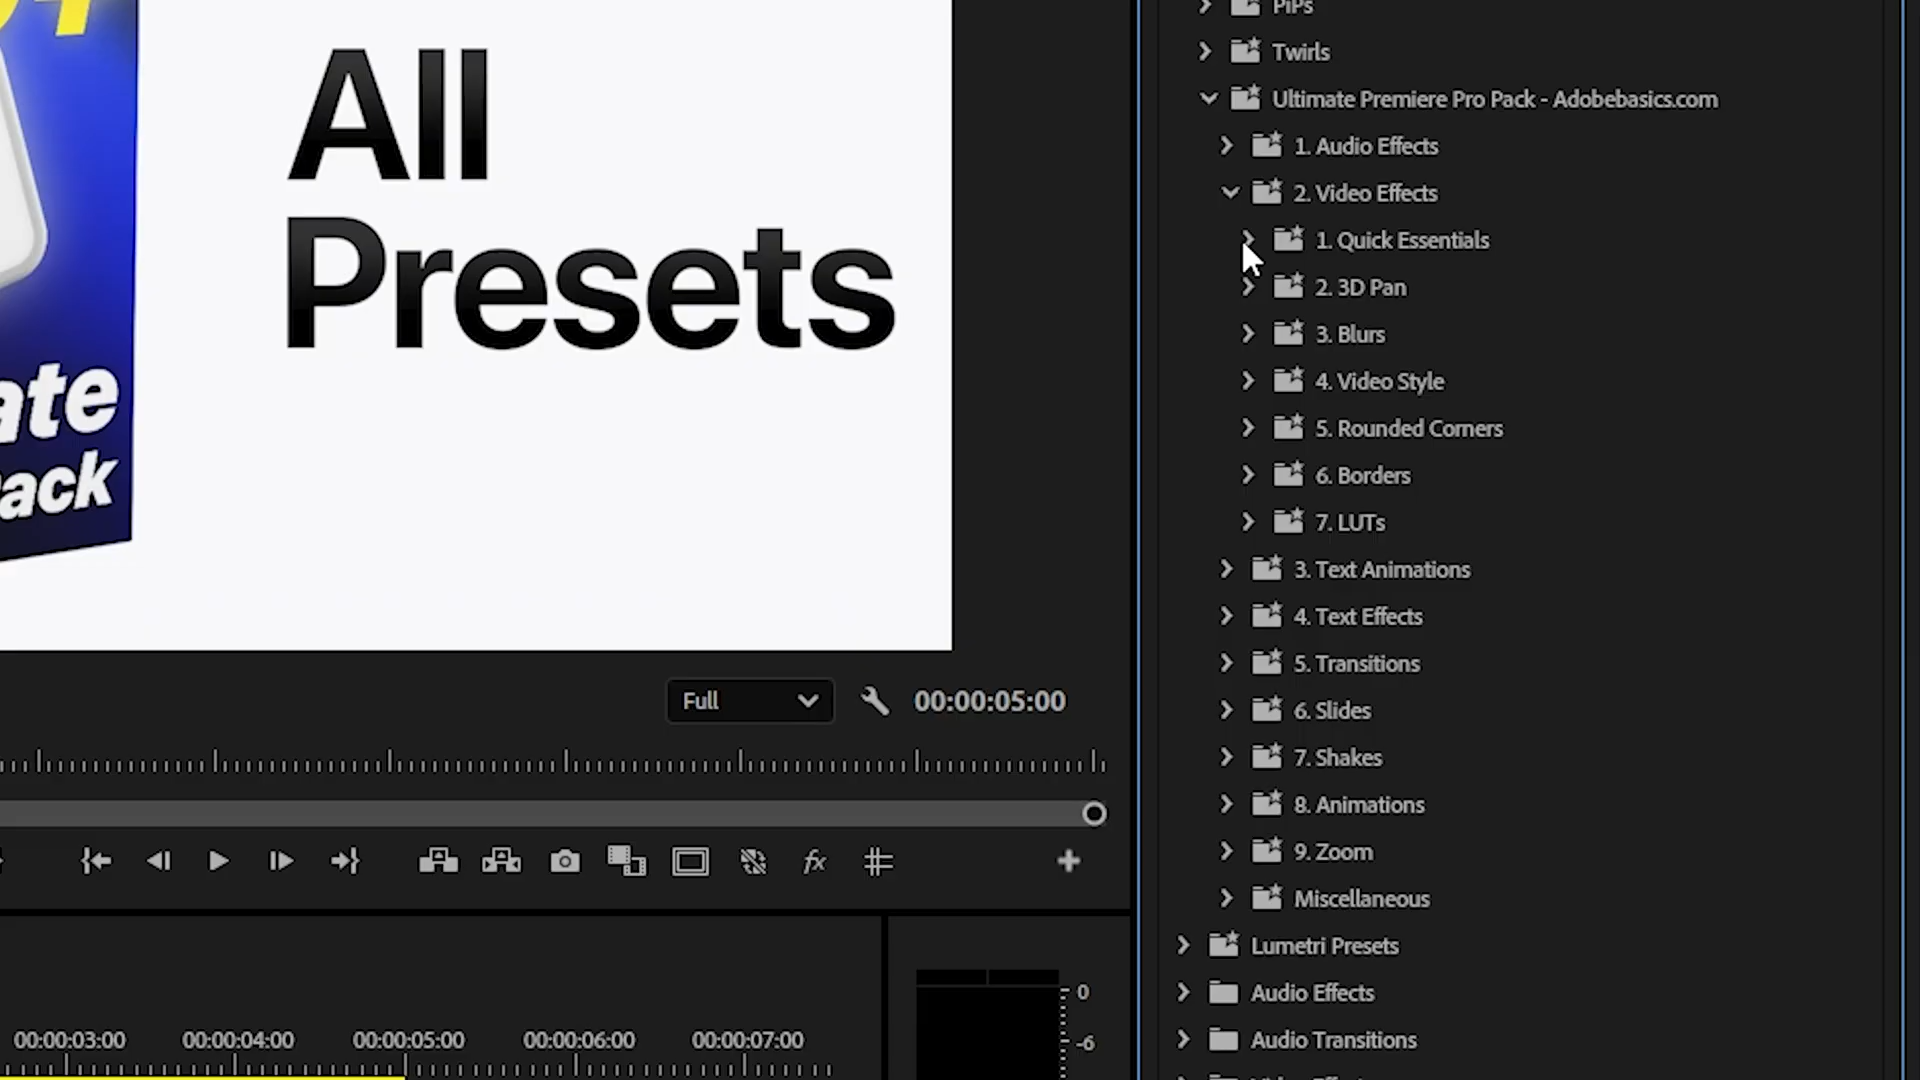 ate
ack
All
Presets
Full
00:00:05:00
fx
00:00:03:00
00:00:04:00
00:00:05:00
00:00:06:00
00:00:07:00
0
-6
PiPs
Twirls
Ultimate Premiere Pro Pack - Adobebasics.com
1. Audio Effects
2. Video Effects
1. Quick Essentials
2. 3D Pan
3. Blurs
4. Video Style
5. Rounded Corners
6. Borders
7. LUTs
3. Text Animations
4. Text Effects
5. Transitions
6. Slides
7. Shakes
8. Animations
9. Zoom
Miscellaneous
Lumetri Presets
Audio Effects
Audio Transitions